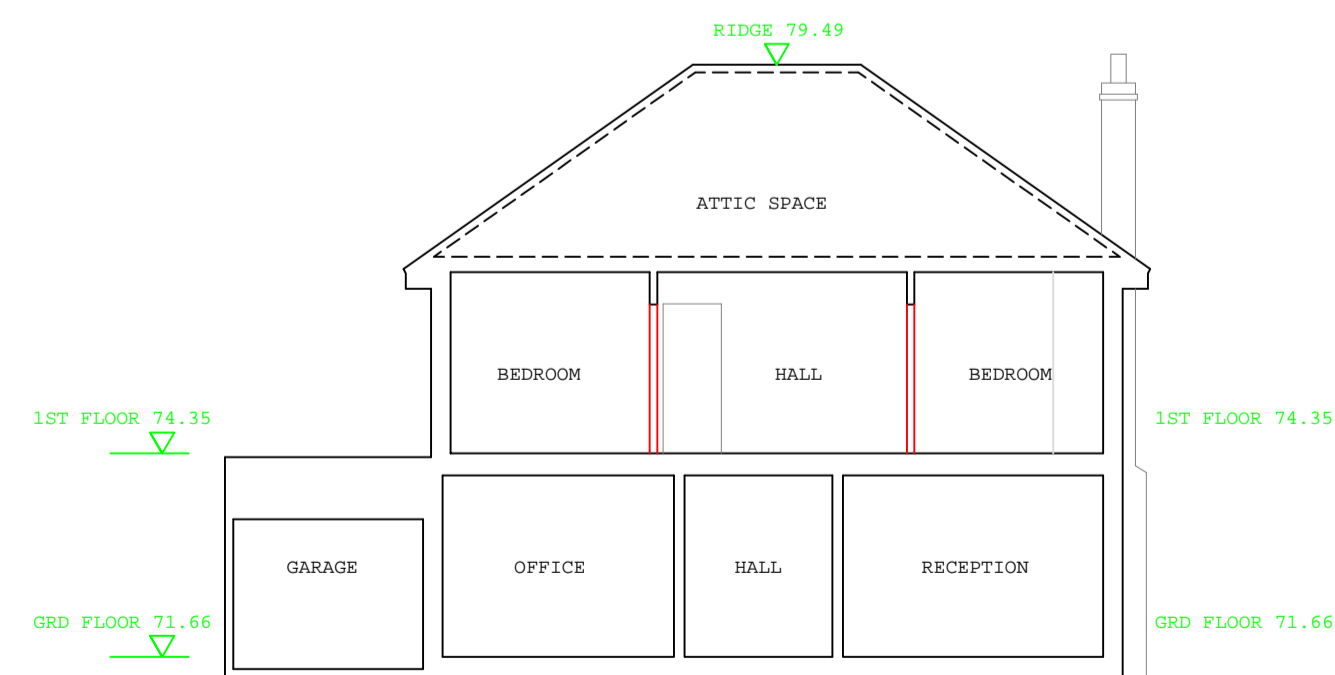 RIDGE 79.49
ATTIC SPACE
BEDROOM
HALL
BEDROOM
1ST FLOOR 74.35
1ST FLOOR 74.35
GARAGE
OFFICE
HALL
RECEPTION
GRD FLOOR 71.66
GRD FLOOR 71.66